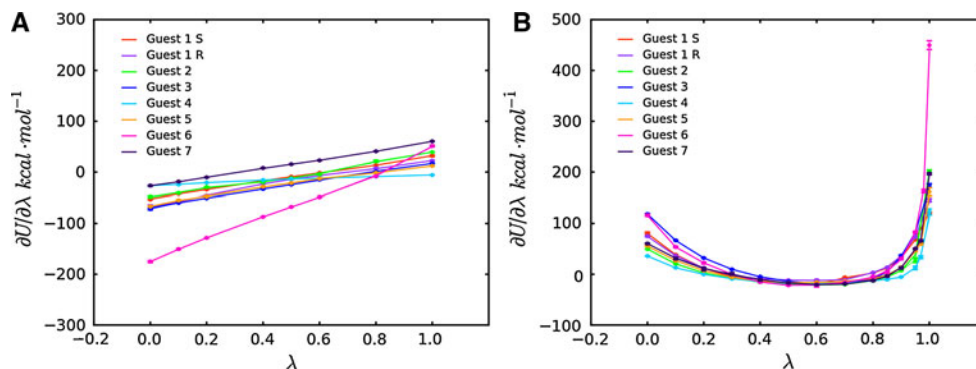 A
∂U/∂λ kcal·mol⁻¹
300
200
100
0
−100
−200
−300
Guest 1 S
Guest 1 R
Guest 2
Guest 3
Guest 4
Guest 5
Guest 6
Guest 7
−0.2 0.0 0.2 0.4 0.6 0.8 1.0
λ
B
∂U/∂λ kcal·mol⁻¹
500
400
300
200
100
0
−100
Guest 1 S
Guest 1 R
Guest 2
Guest 3
Guest 4
Guest 5
Guest 6
Guest 7
−0.2 0.0 0.2 0.4 0.6 0.8 1.0
λ